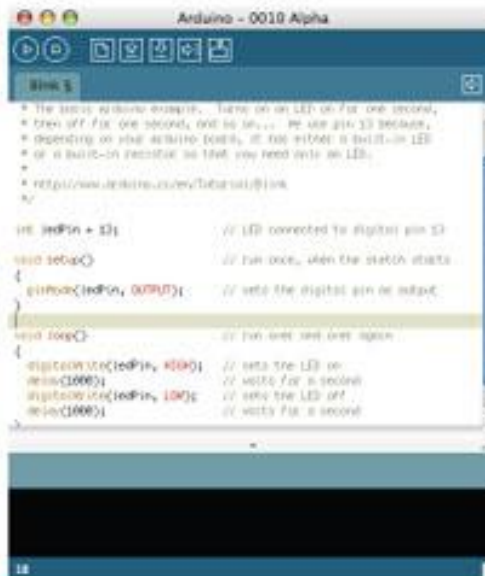 Arduino - 0010 Alpha
Blink §
* The basic Arduino example. Turns on an LED on for one second,
* then off for one second, and so on... We use pin 13 because,
* depending on your Arduino board, it has either a built-in LED
* or a built-in resistor so that you need only an LED.
*
* http://www.arduino.cc/en/Tutorial/Blink
*/
int ledPin = 13; // LED connected to digital pin 13
void setup() // run once, when the sketch starts
{
pinMode(ledPin, OUTPUT); // sets the digital pin as output
}
void loop() // run over and over again
{
digitalWrite(ledPin, HIGH); // sets the LED on
delay(1000); // waits for a second
digitalWrite(ledPin, LOW); // sets the LED off
delay(1000); // waits for a second
}
18